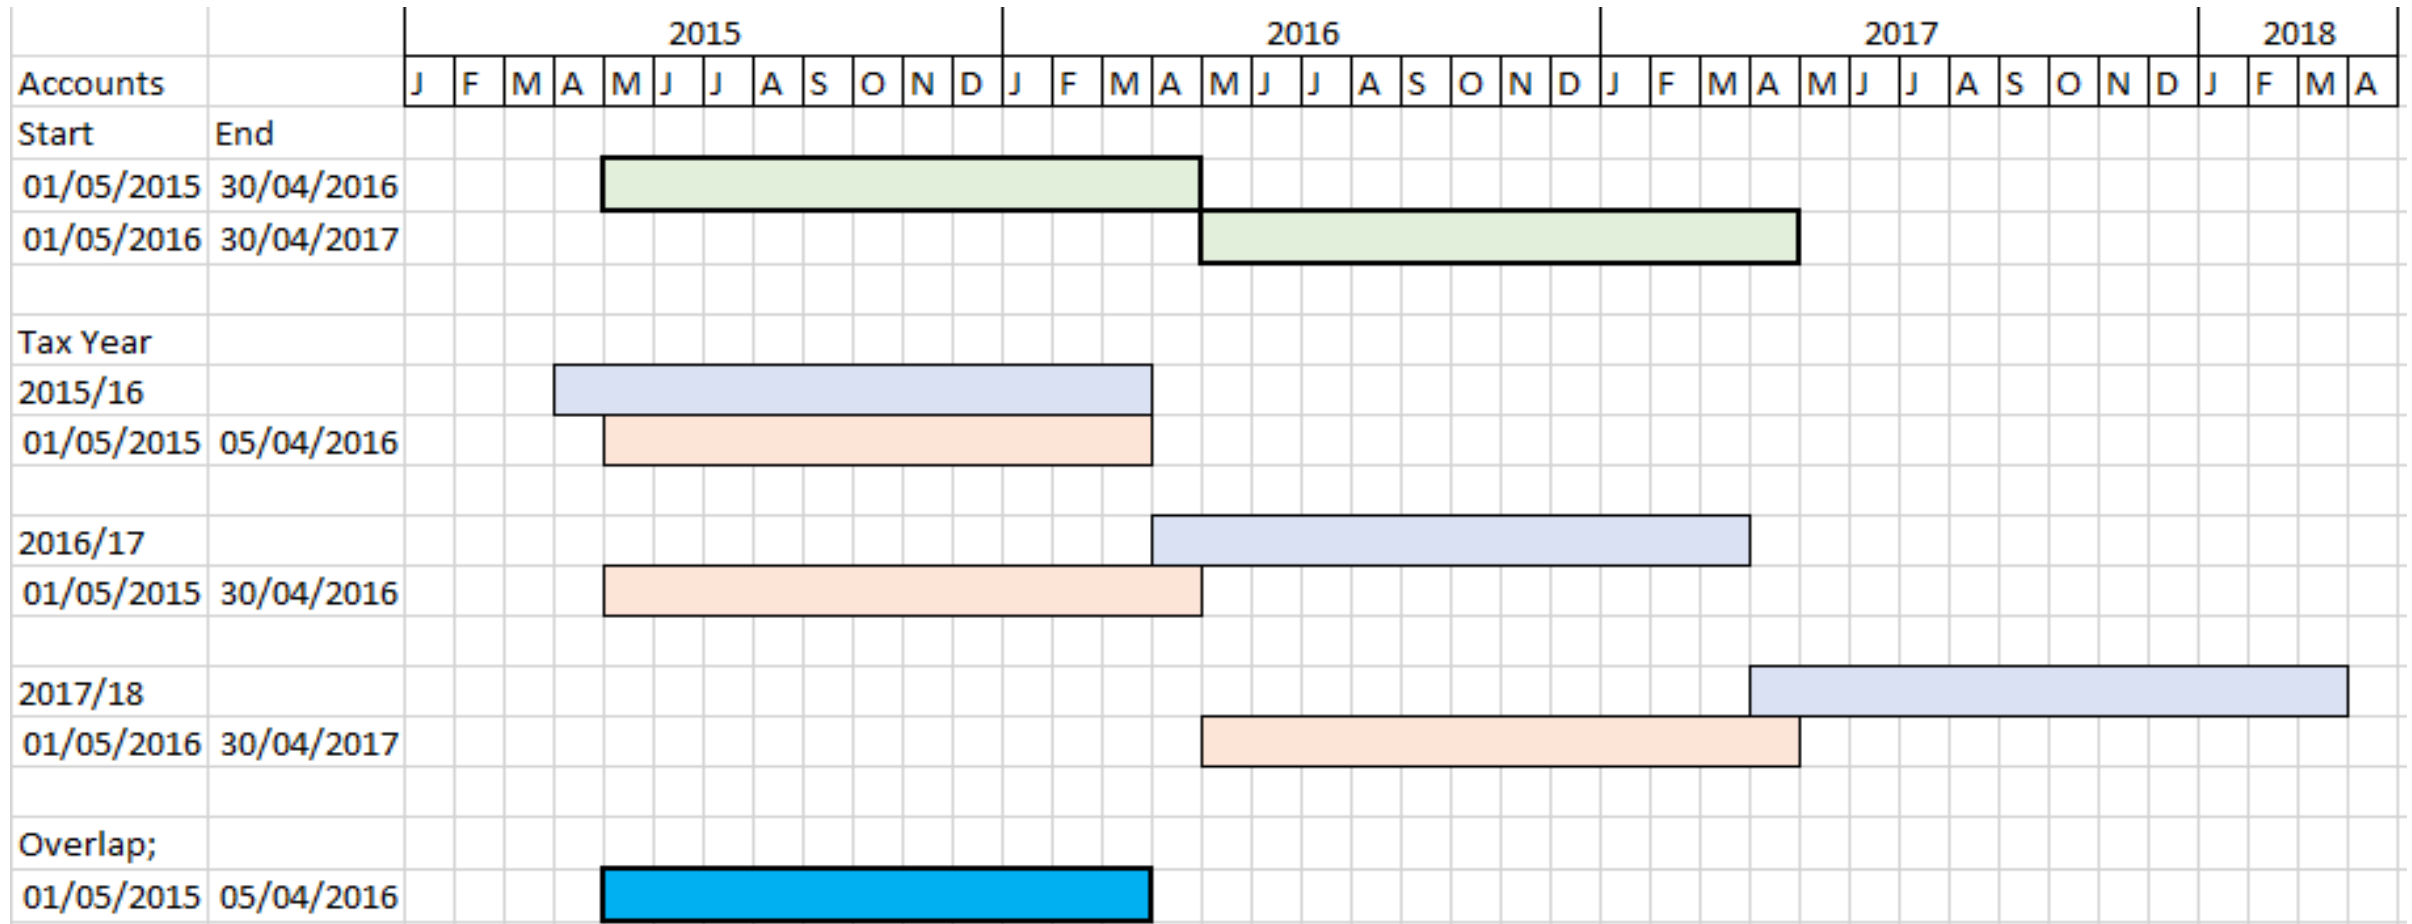 2015 2016 2017 2018
Accounts J F M A M J J A S O N D J F M A M J J A S O N D J F M A M J J A S O N D J F M A
Start End
01/05/2015 30/04/2016
01/05/2016 30/04/2017
Tax Year
2015/16
01/05/2015 05/04/2016
2016/17
01/05/2015 30/04/2016
2017/18
01/05/2016 30/04/2017
Overlap;
01/05/2015 05/04/2016